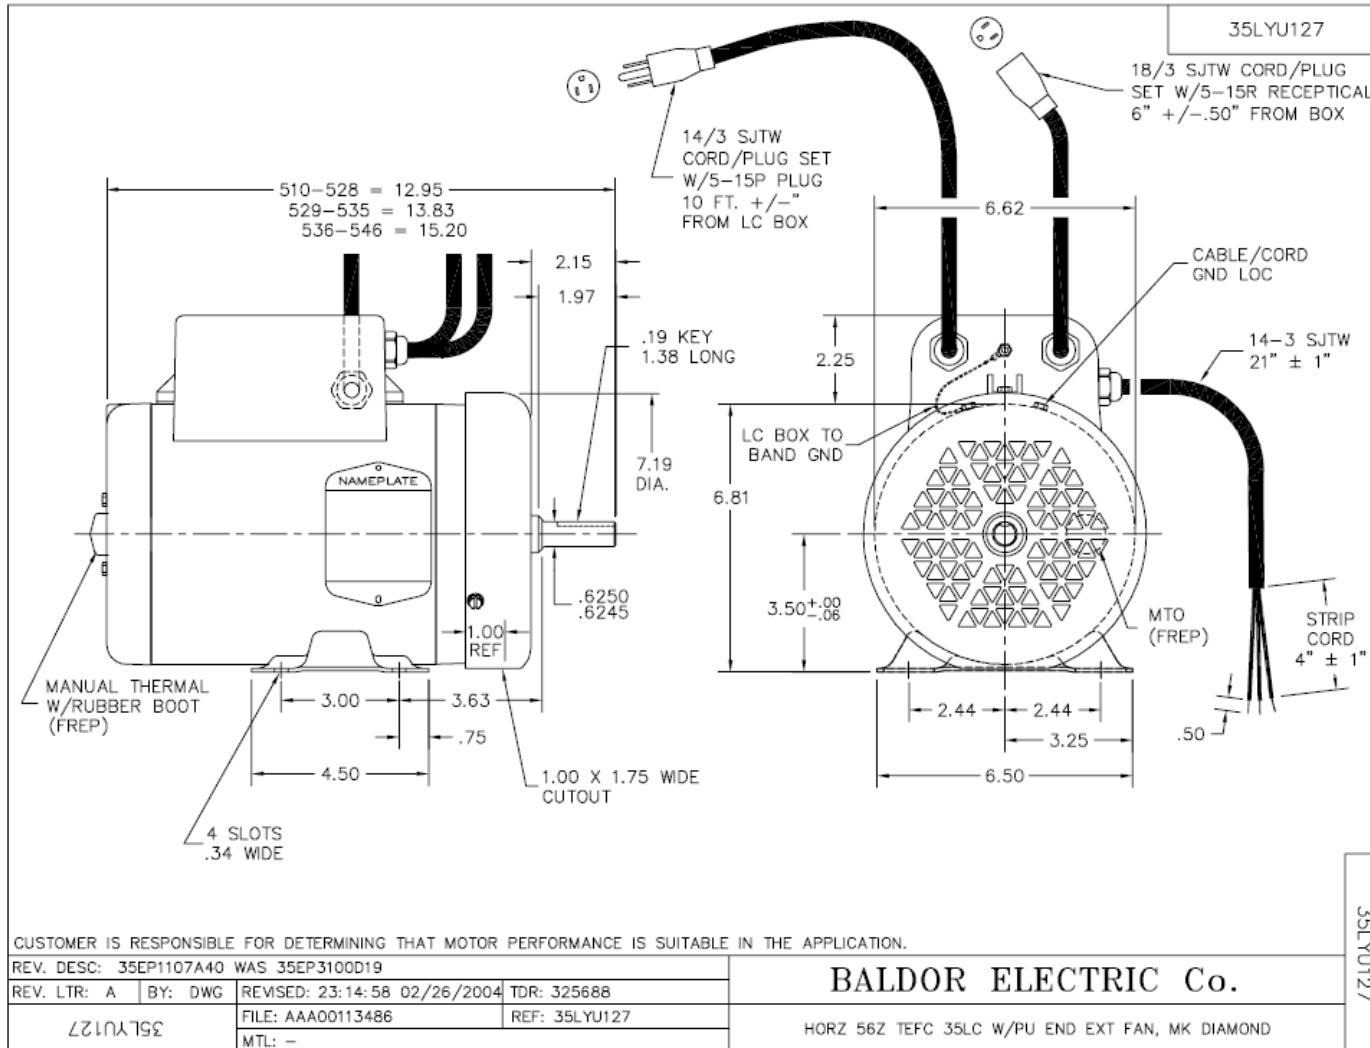 35LYU127
18/3 SJTW CORD/PLUG
SET W/5-15R RECEPTICAL
6" +/-.50" FROM BOX
14/3 SJTW
CORD/PLUG SET
W/5-15P PLUG
10 FT. +/-"
FROM LC BOX
510-528 = 12.95
529-535 = 13.83
536-546 = 15.20
6.62
2.15
1.97
CABLE/CORD
GND LOC
.19 KEY
1.38 LONG
2.25
14-3 SJTW
21" ± 1"
LC BOX TO
BAND GND
7.19
DIA.
NAMEPLATE
6.81
.6250
.6245
3.50 +.00
-.06
MTO
(FREP)
STRIP
CORD
4" ± 1"
1.00
REF
MANUAL THERMAL
W/RUBBER BOOT
(FREP)
3.00
3.63
.75
4.50
2.44
2.44
.50
3.25
6.50
1.00 X 1.75 WIDE
CUTOUT
4 SLOTS
.34 WIDE
35LYU127
CUSTOMER IS RESPONSIBLE FOR DETERMINING THAT MOTOR PERFORMANCE IS SUITABLE IN THE APPLICATION.
REV. DESC: 35EP1107A40 WAS 35EP3100D19
REV. LTR: A BY: DWG REVISED: 23:14:58 02/26/2004 TDR: 325688
35LYU127
FILE: AAA00113486 REF: 35LYU127
MTL: -
BALDOR ELECTRIC Co.
HORZ 56Z TEFC 35LC W/PU END EXT FAN, MK DIAMOND